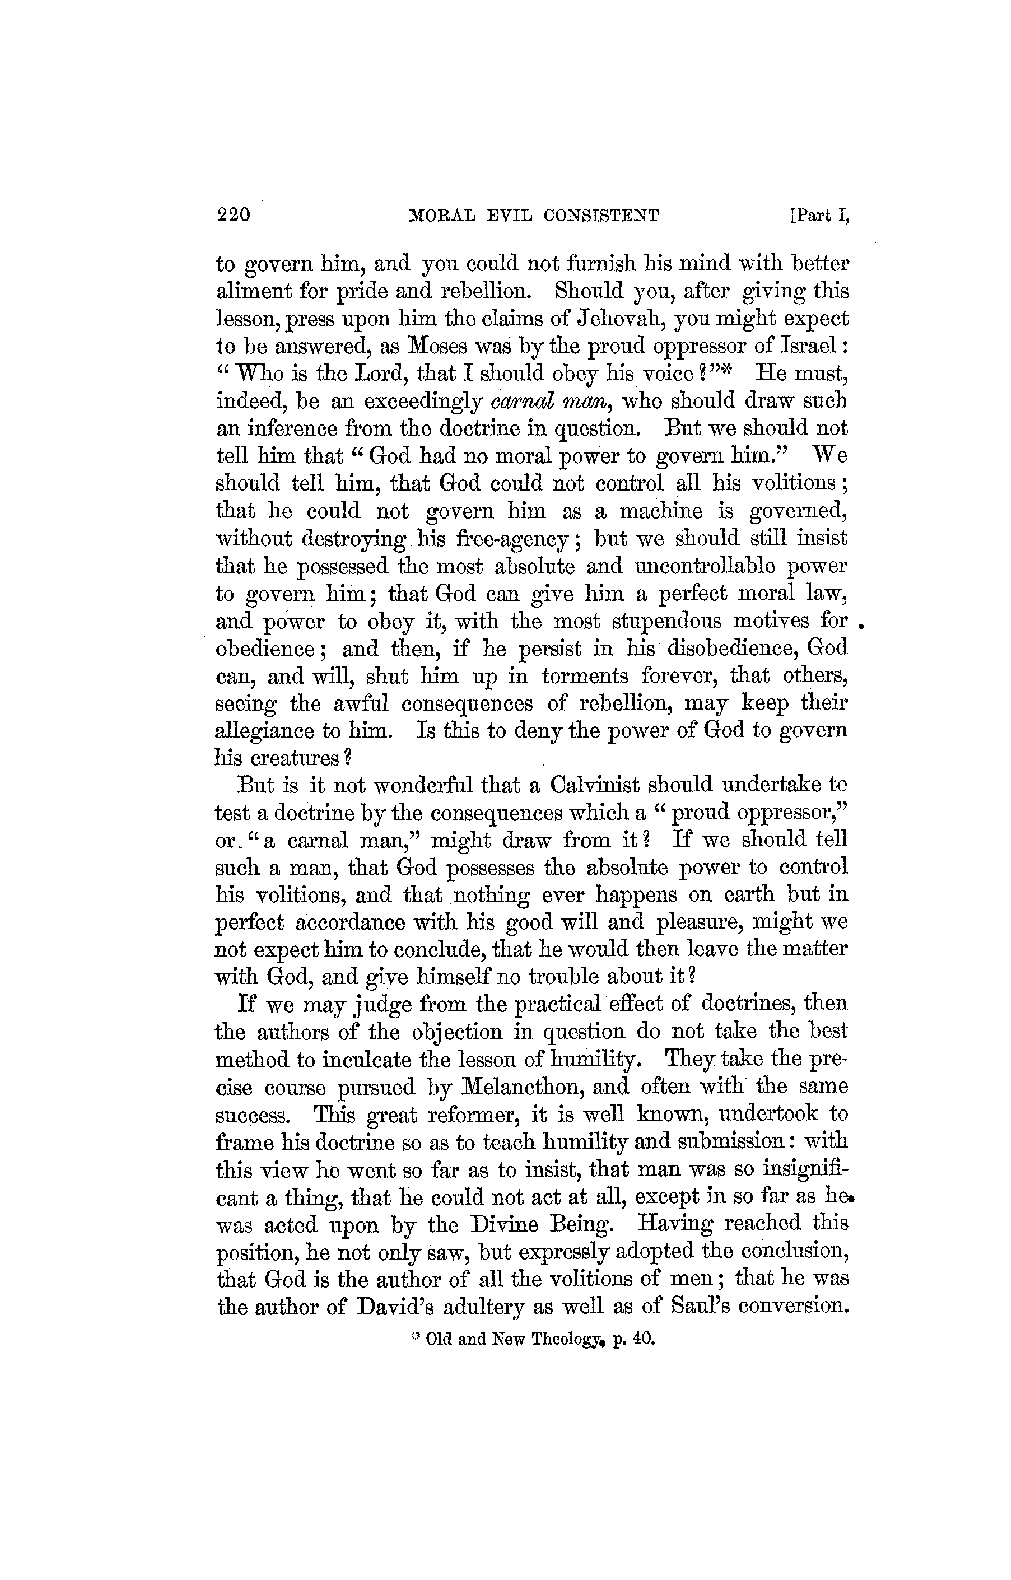 220 MORAL EVIL CONSISTENT [Part I,
to govern him, and you could not furnish his mind with better
aliment for pride and rebellion. Should you, after giving this
lesson, press upon him the claims of Jehovah, you might expect
to be answered, as Moses was by the proud oppressor of Israel:
“Who is the Lord, that I should obey his voice?”* He must,
indeed, be an exceedingly carnal man, who should draw such
an inference from the doctrine in question. But we should not
tell him that “God had no moral power to govern him.” We
should tell him, that God could not control all his volitions;
that he could not govern him as a machine is governed,
without destroying his free-agency; but we should still insist
that he possessed the most absolute and uncontrollable power
to govern him; that God can give him a perfect moral law,
and power to obey it, with the most stupendous motives for
obedience; and then, if he persist in his disobedience, God
can, and will, shut him up in torments forever, that others,
seeing the awful consequences of rebellion, may keep their
allegiance to him. Is this to deny the power of God to govern
his creatures?
But is it not wonderful that a Calvinist should undertake to
test a doctrine by the consequences which a “proud oppressor,”
or “a carnal man,” might draw from it? If we should tell
such a man, that God possesses the absolute power to control
his volitions, and that nothing ever happens on earth but in
perfect accordance with his good will and pleasure, might we
not expect him to conclude, that he would then leave the matter
with God, and give himself no trouble about it?
If we may judge from the practical effect of doctrines, then
the authors of the objection in question do not take the best
method to inculcate the lesson of humility. They take the pre-
cise course pursued by Melancthon, and often with the same
success. This great reformer, it is well known, undertook to
frame his doctrine so as to teach humility and submission: with
this view he went so far as to insist, that man was so insignifi-
cant a thing, that he could not act at all, except in so far as he
was acted upon by the Divine Being. Having reached this
position, he not only saw, but expressly adopted the conclusion,
that God is the author of all the volitions of men; that he was
the author of David's adultery as well as of Saul's conversion.
* Old and New Theology, p. 40.